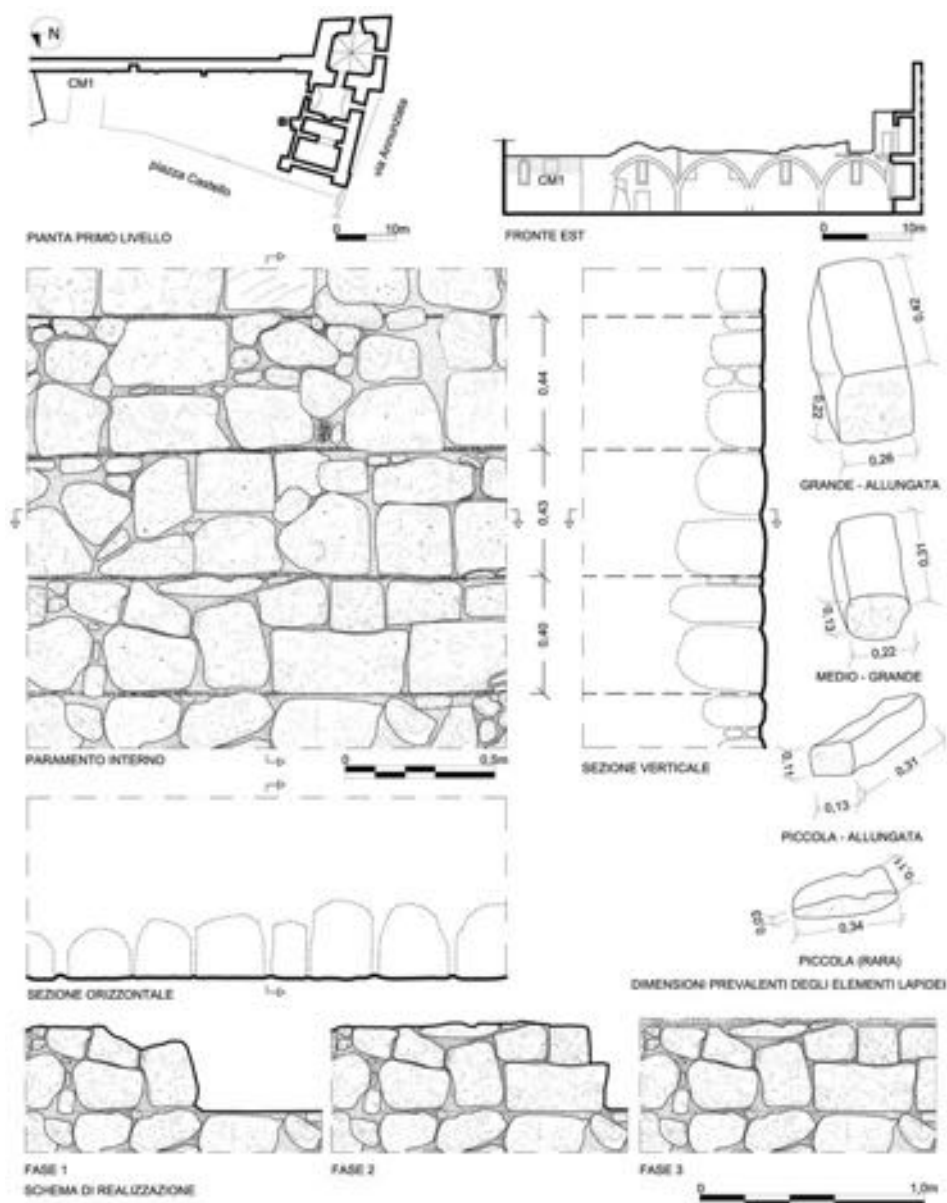 N
CM1
piazza Castello
via Annunziata
PIANTA PRIMO LIVELLO
0 10m
CM1
FRONTE EST
0 10m
0,44
0,43
0,40
PARAMENTO INTERNO
0 0,5m
SEZIONE VERTICALE
0,22
0,26
GRANDE - ALLUNGATA
0,31
0,13
0,22
MEDIO - GRANDE
0,11
0,13
0,31
PICCOLA - ALLUNGATA
0,11
0,03
0,34
PICCOLA (RARA)
DIMENSIONI PREVALENTI DEGLI ELEMENTI LAPIDEI
SEZIONE ORIZZONTALE
FASE 1
FASE 2
FASE 3
SCHEMA DI REALIZZAZIONE
0 1,0m